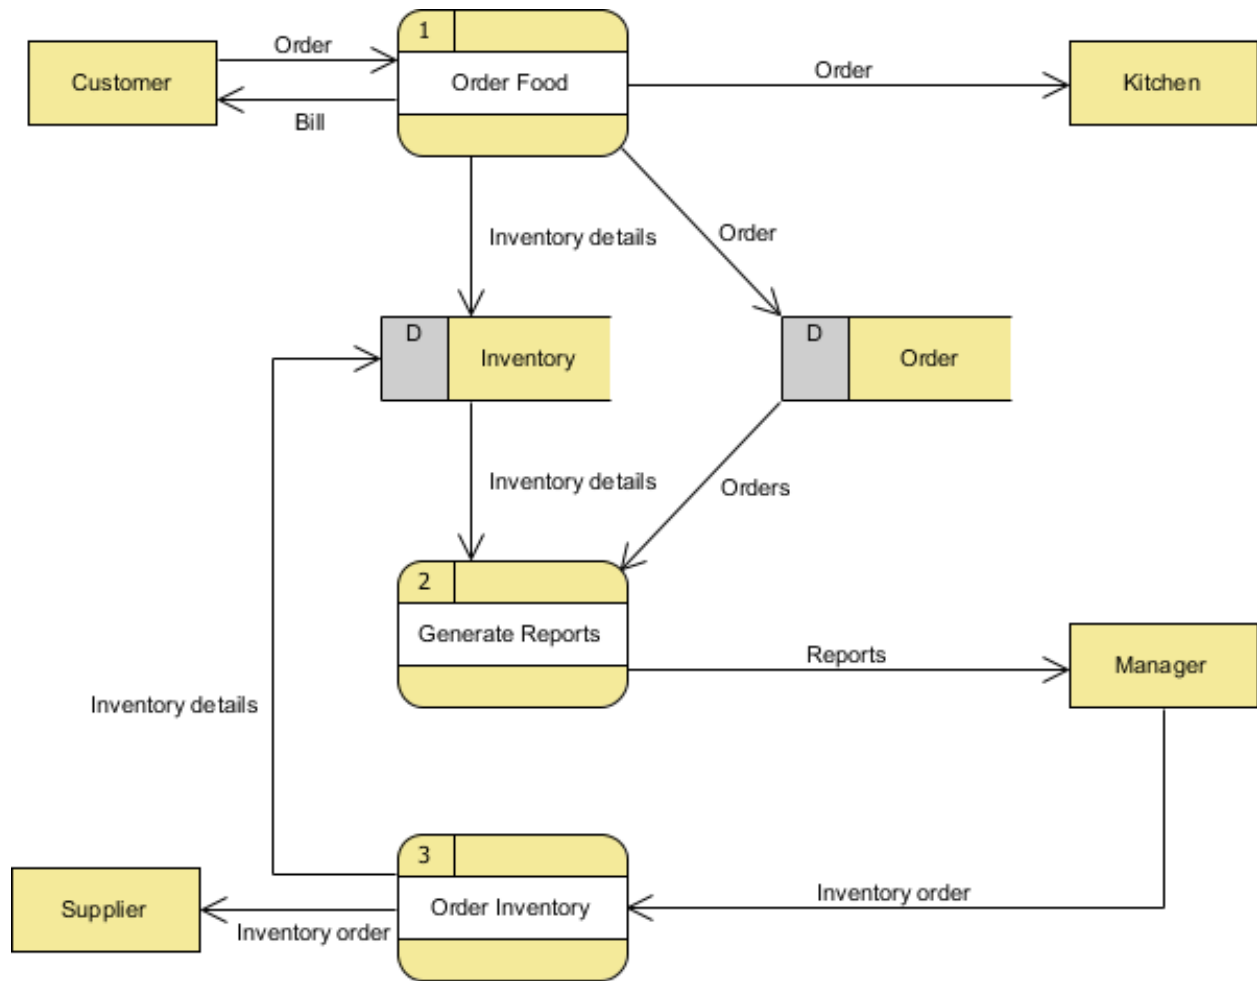 1
Order
Order
Customer
Order Food
Kitchen
Bill
Inventory details
Order
D
D
Inventory
Order
Inventory details
Orders
2
Generate Reports
Reports
Manager
Inventory details
3
Inventory order
Supplier
Order Inventory
Inventory order